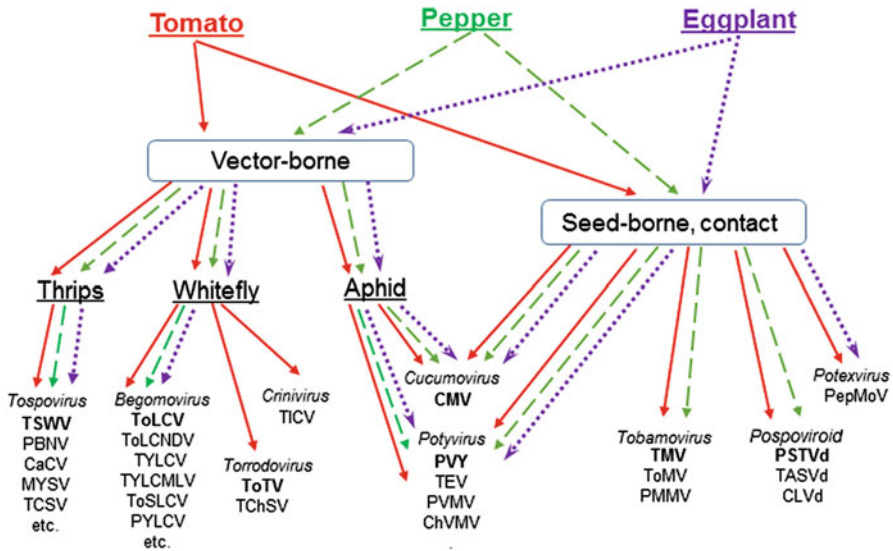 Tomato
Pepper
Eggplant
Vector-borne
Seed-borne, contact
Thrips
Whitefly
Aphid
Tospovirus
TSWV
PBNV
CaCV
MYSV
TCSV
etc.
Begomovirus
ToLCV
ToLCNDV
TYLCV
TYLCMLV
ToSLCV
PYLCV
etc.
Crinivirus
TICV
Torrodovirus
ToTV
TChSV
Cucumovirus
CMV
Potyvirus
PVY
TEV
PVMV
ChVMV
.
Tobamovirus
TMV
ToMV
PMMV
Pospoviroid
PSTVd
TASVd
CLVd
Potexvirus
PepMoV